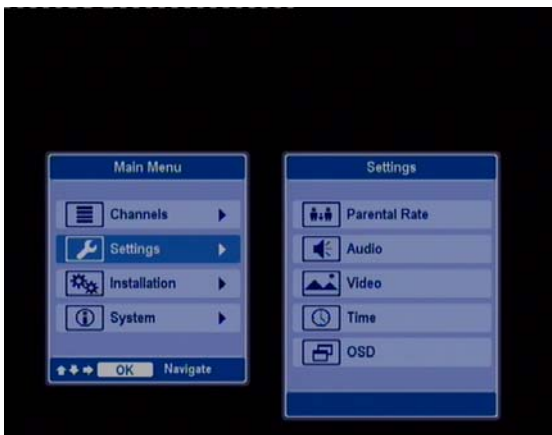 Main Menu
Channels
Settings
Installation
System
OK Navigate
Settings
Parental Rate
Audio
Video
Time
OSD